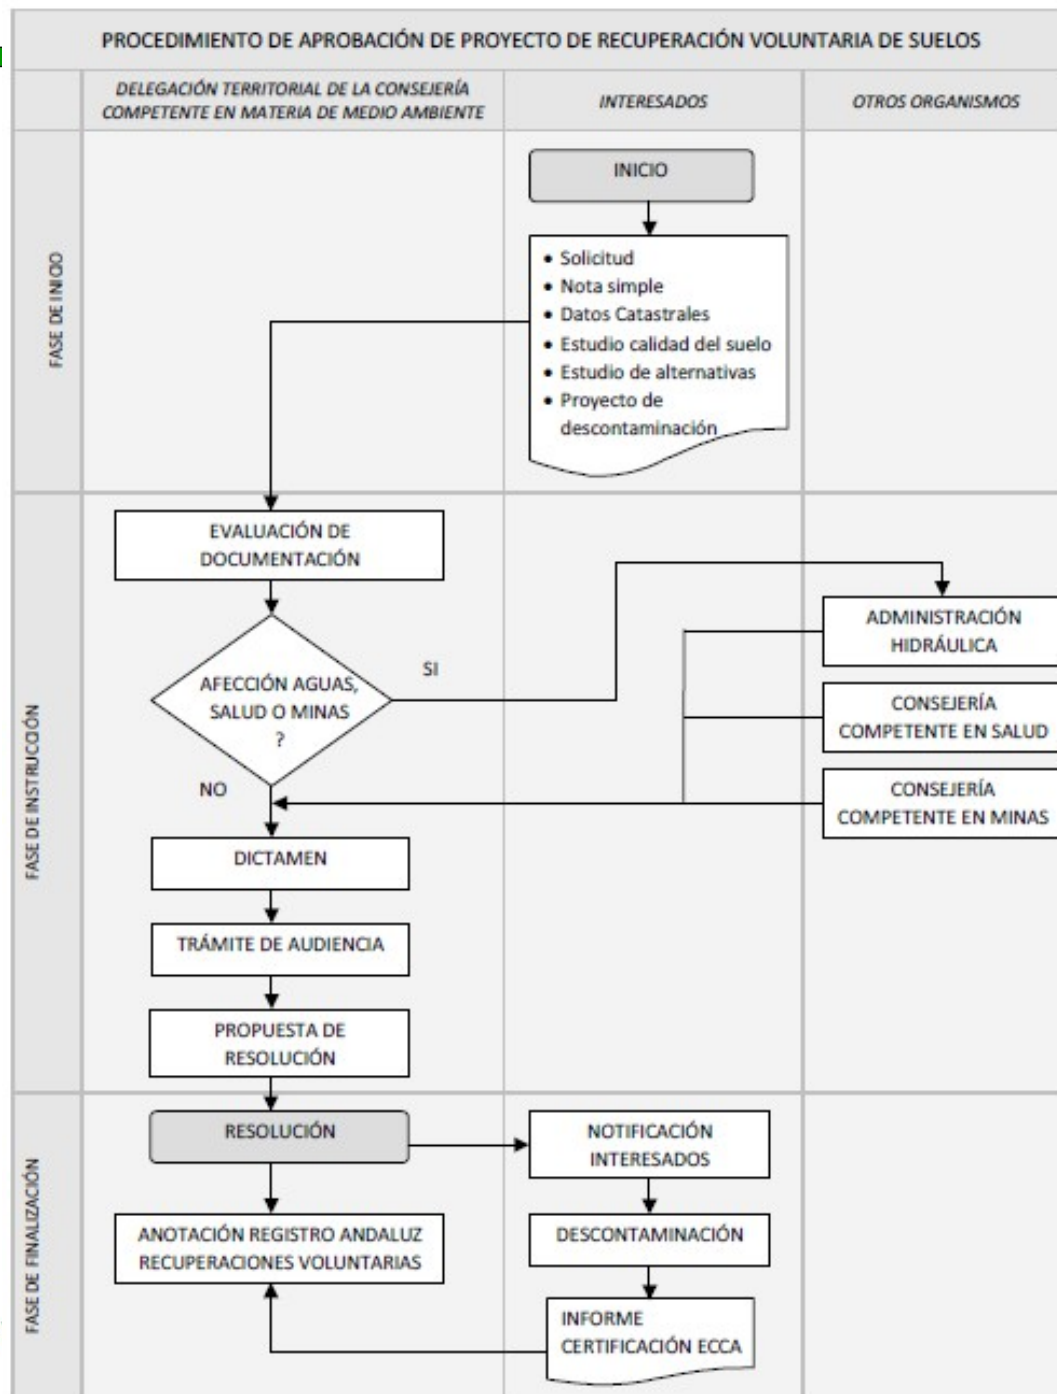 PROCEDIMIENTO DE APROBACIÓN DE PROYECTO DE RECUPERACIÓN VOLUNTARIA DE SUELOS
DELEGACIÓN TERRITORIAL DE LA CONSEJERÍA
COMPETENTE EN MATERIA DE MEDIO AMBIENTE
INTERESADOS
OTROS ORGANISMOS
FASE DE INICIO
INICIO
• Solicitud
• Nota simple
• Datos Catastrales
• Estudio calidad del suelo
• Estudio de alternativas
• Proyecto de
descontaminación
FASE DE INSTRUCCIÓN
EVALUACIÓN DE
DOCUMENTACIÓN
AFECCIÓN AGUAS,
SALUD O MINAS
?
SI
NO
ADMINISTRACIÓN
HIDRÁULICA
CONSEJERÍA
COMPETENTE EN SALUD
CONSEJERÍA
COMPETENTE EN MINAS
DICTAMEN
TRÁMITE DE AUDIENCIA
PROPUESTA DE
RESOLUCIÓN
FASE DE FINALIZACIÓN
RESOLUCIÓN
NOTIFICACIÓN
INTERESADOS
ANOTACIÓN REGISTRO ANDALUZ
RECUPERACIONES VOLUNTARIAS
DESCONTAMINACIÓN
INFORME
CERTIFICACIÓN ECCA